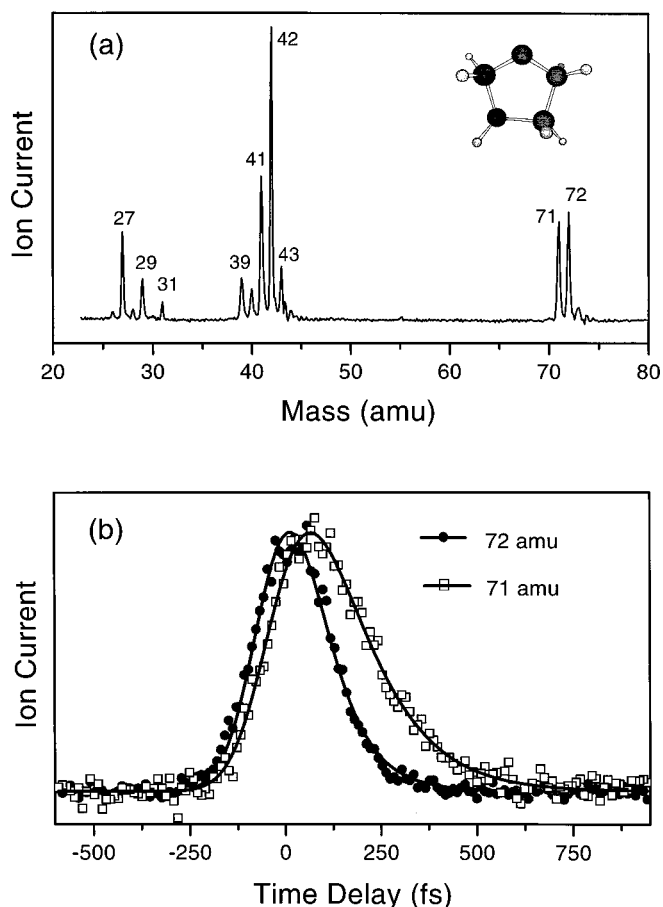 (a)
42
41
27
29
31
39
43
71
72
Ion Current
20 30 40 50 60 70 80
Mass (amu)
(b)
72 amu
71 amu
Ion Current
-500 -250 0 250 500 750
Time Delay (fs)